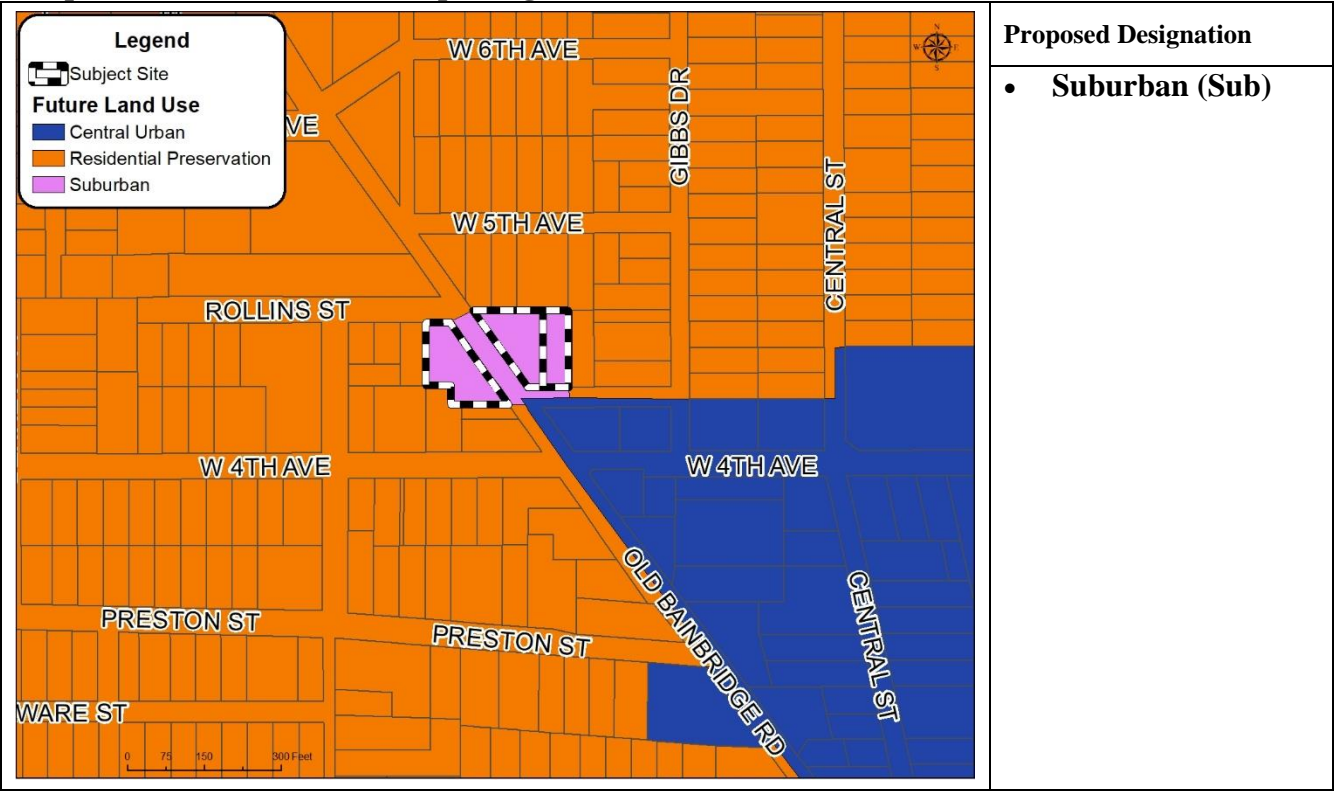 Legend
Subject Site
Future Land Use
Central Urban
Residential Preservation
Suburban
VE
W 6TH AVE
GIBBS DR
N
W E
S
CENTRAL ST
W 5TH AVE
ROLLINS ST
W 4TH AVE
W 4TH AVE
OLD BAINBRIDGE RD
CENTRAL ST
PRESTON ST
PRESTON ST
WARE ST
0 75 150 300 Feet
Proposed Designation
• Suburban (Sub)